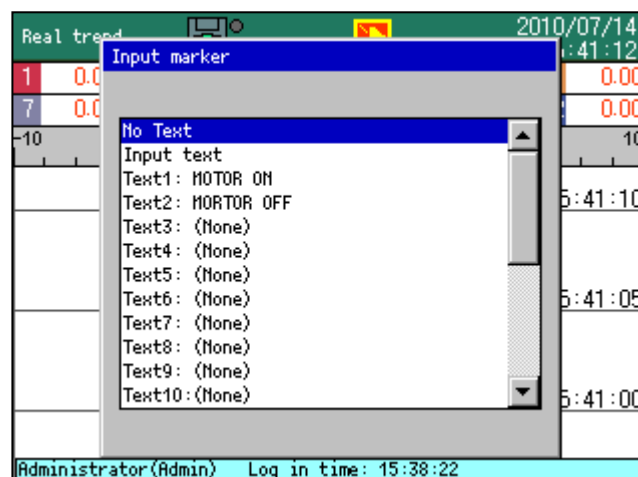 Real trend
2010/07/14
:41:12
Input marker
1 0.0 0.00
7 0.0 0.00
-10 10
No Text
Input text
Text1: MOTOR ON
Text2: MORTOR OFF
Text3: (None)
Text4: (None)
Text5: (None)
Text6: (None)
Text7: (None)
Text8: (None)
Text9: (None)
Text10:(None)
5:41:10
5:41:05
5:41:00
Administrator(Admin) Log in time: 15:38:22